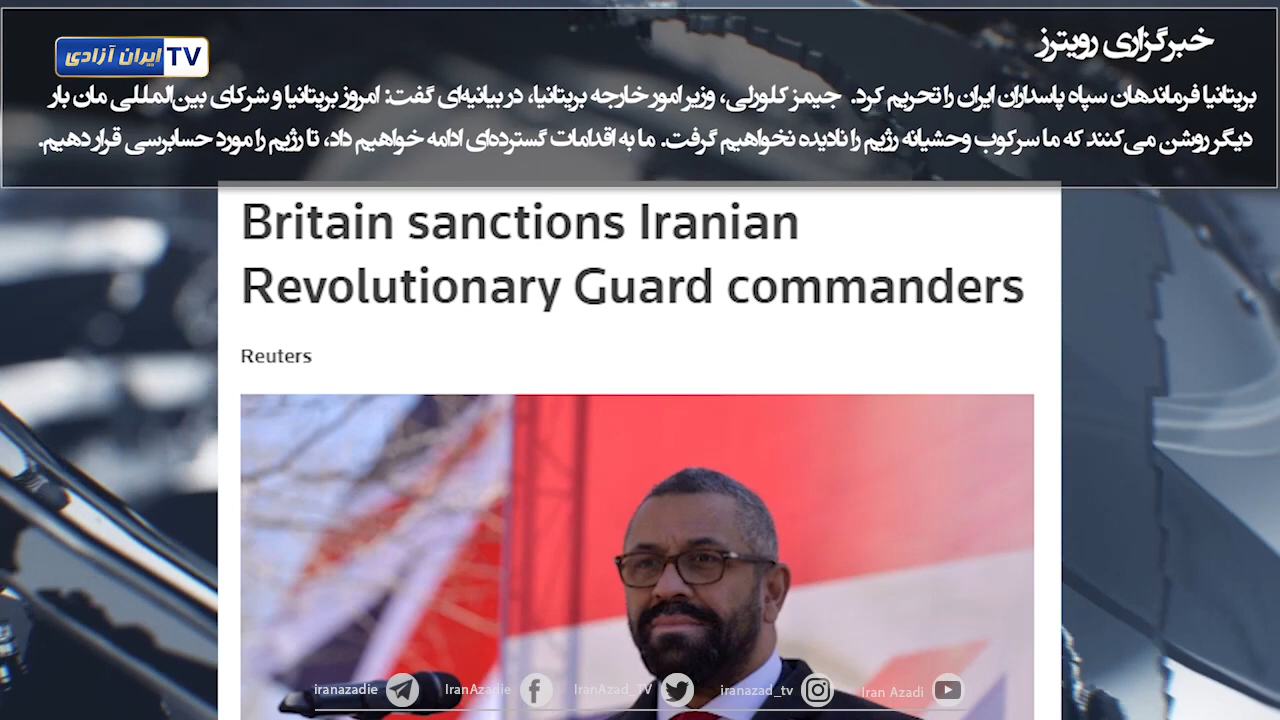 خبرگزاری رویترز
ایران آزادی TV
بریتانیا فرماندهان سپاه پاسداران ایران را تحریم کرد. جیمز کلورلی، وزیر امور خارجه بریتانیا، در بیانیه‌ای گفت: امروز بریتانیا و شرکای بین‌المللی مان بار
دیگر روشن می‌کنند که ما سرکوب وحشیانه رژیم را نادیده نخواهیم گرفت. ما به اقدامات گسترده‌ای ادامه خواهیم داد، تا رژیم را مورد حسابرسی قرار دهیم.
Britain sanctions Iranian
Revolutionary Guard commanders
Reuters
iranazadie IranAzadie IranAzad_TV iranazad_tv Iran Azadi